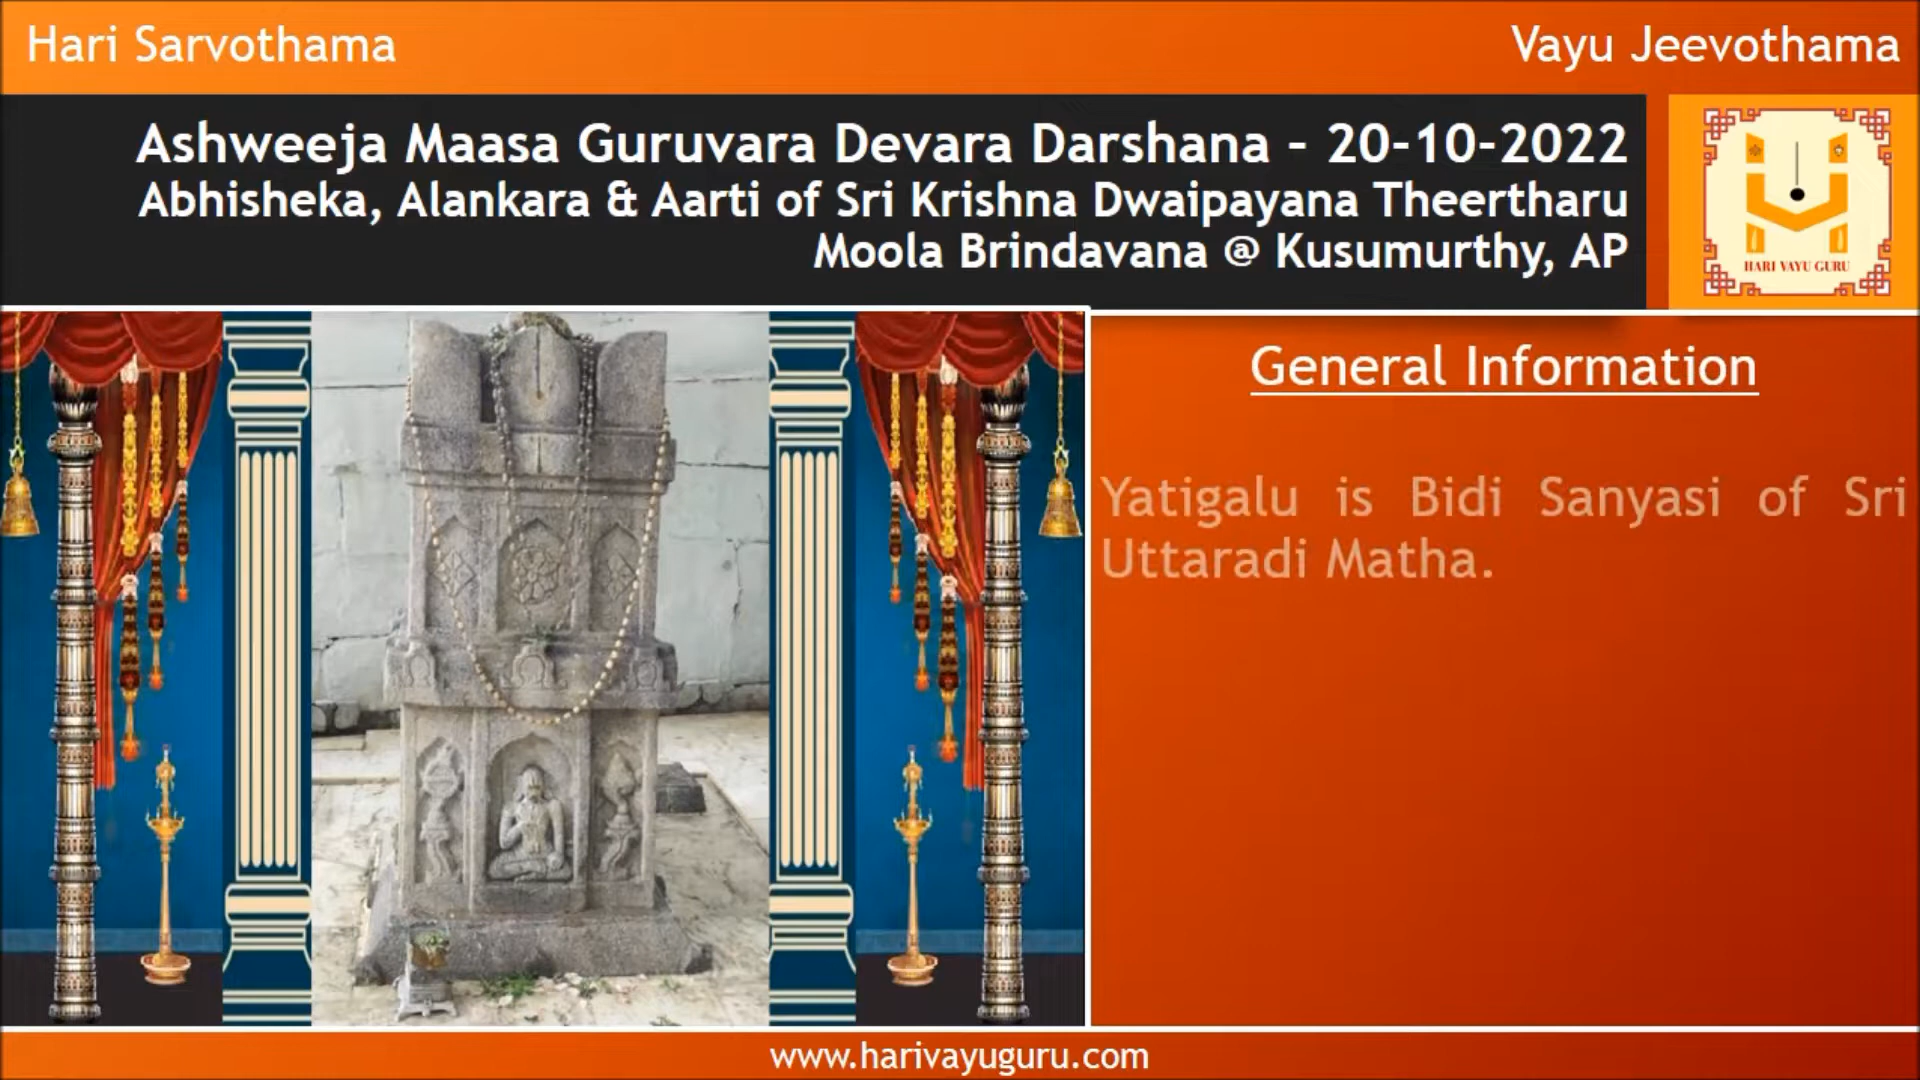 Hari Sarvothama
Vayu Jeevothama
Ashweeja Maasa Guruvara Devara Darshana – 20-10-2022
Abhisheka, Alankara & Aarti of Sri Krishna Dwaipayana Theertharu
Moola Brindavana @ Kusumurthy, AP
HARI VAYU GURU
General Information
Yatigalu is Bidi Sanyasi of Sri
Uttaradi Matha.
www.harivayuguru.com